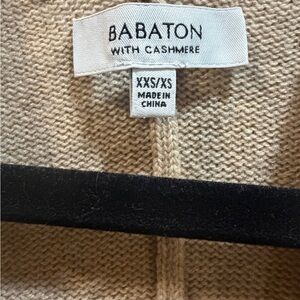 BABATON
WITH CASHMERE
XXS/XS
MADE IN
CHINA